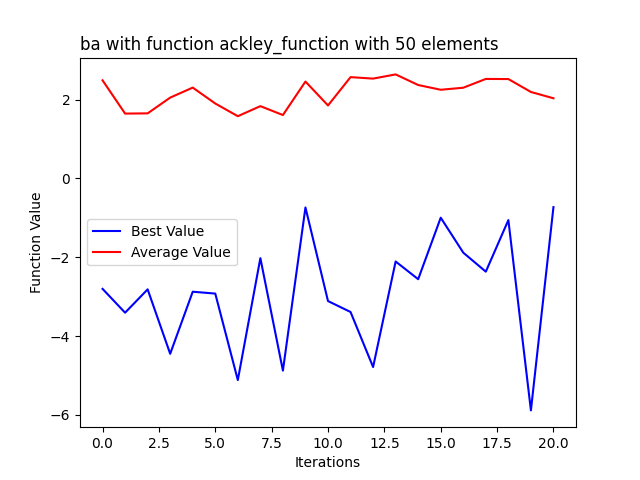 ba with function ackley_function with 50 elements
Function Value
2
0
−2
−4
−6
Best Value
Average Value
0.0 2.5 5.0 7.5 10.0 12.5 15.0 17.5 20.0
Iterations